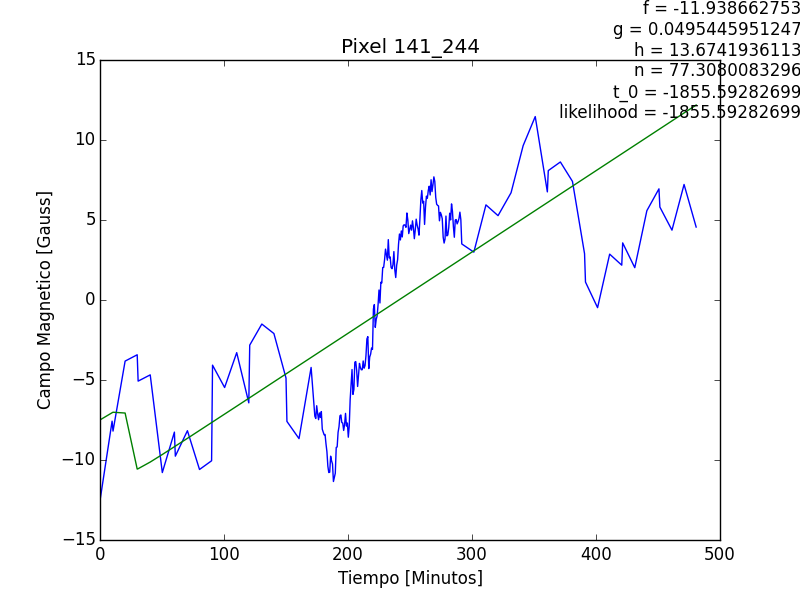 f = -11.938662753
g = 0.0495445951247
Pixel 141_244
h = 13.6741936113
n = 77.3080083296
t_0 = -1855.59282699
likelihood = -1855.59282699
15
10
5
0
−5
−10
−15
Campo Magnetico [Gauss]
0 100 200 300 400 500
Tiempo [Minutos]